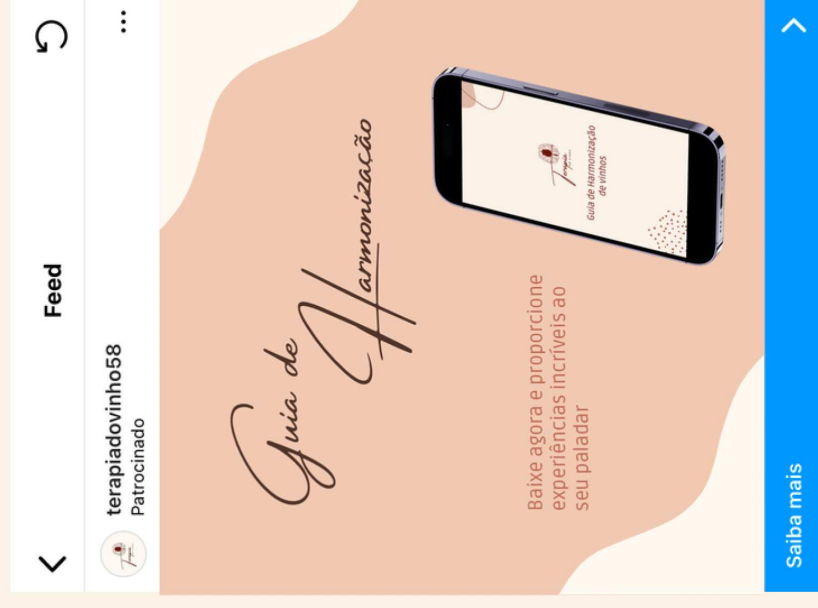 Feed
terapiadovinho58
Patrocinado
Guia de
Harmonização
Baixe agora e proporcione
experiências incríveis ao
seu paladar
Terapia
Guia de Harmonização
de vinhos
Saiba mais